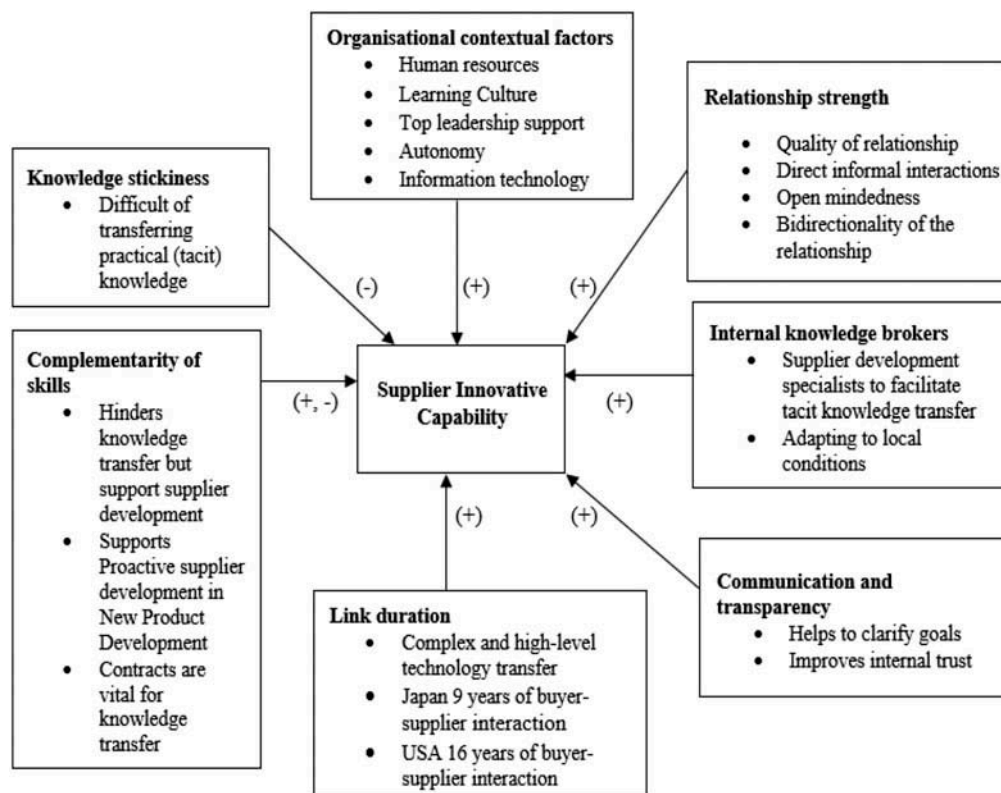 Organisational contextual factors
• Human resources
• Learning Culture
• Top leadership support
• Autonomy
• Information technology
Relationship strength
• Quality of relationship
• Direct informal interactions
• Open mindedness
• Bidirectionality of the
relationship
Knowledge stickiness
• Difficult of
transferring
practical (tacit)
knowledge
(-)
(+)
(+)
Complementarity of
skills
• Hinders
knowledge
transfer but
support supplier
development
• Supports
Proactive supplier
development in
New Product
Development
• Contracts are
vital for
knowledge
transfer
(+, -)
Supplier Innovative
Capability
(+)
Internal knowledge brokers
• Supplier development
specialists to facilitate
tacit knowledge transfer
• Adapting to local
conditions
(+)
(+)
Link duration
• Complex and high-level
technology transfer
• Japan 9 years of buyer-
supplier interaction
• USA 16 years of buyer-
supplier interaction
Communication and
transparency
• Helps to clarify goals
• Improves internal trust